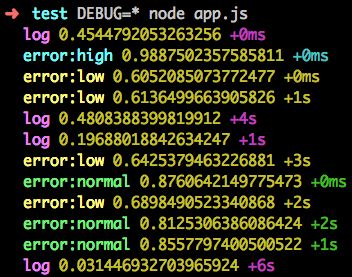 ➜ test DEBUG=* node app.js
log 0.4544792053263256 +0ms
error:high 0.9887502357585811 +0ms
error:low 0.6052085073772477 +0ms
error:low 0.6136499663905826 +1s
log 0.4808388399819912 +4s
log 0.19688018842634247 +1s
error:low 0.6425379463226881 +3s
error:normal 0.8760642149775473 +0ms
error:low 0.6898490523340868 +2s
error:normal 0.8125306386086424 +2s
error:normal 0.8557797400500522 +1s
log 0.031446932703965924 +6s